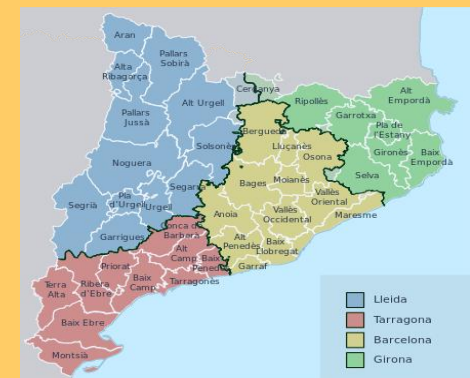 Aran
Pallars
Sobirà
Alta
Ribagorça
Cerdanya
Ripollès
Alt
Empordà
Pallars
Jussà
Alt Urgell
Garrotxa
Pla de
l'Estany
Berguedà
Lluçanès
Osona
Gironès
Baix
Empordà
Noguera
Solsonès
Bages
Moianès
Selva
Segarra
Pla
d'Urgell
Urgell
Segrià
Anoia
Vallès
Oriental
Vallès
Occidental
Maresme
Garrigues
Conca de
Barberà
Alt
Penedès
Baix
Llobregat
Garraf
Priorat
Alt
Camp
Baix
Penedès
Terra
Alta
Ribera
d'Ebre
Baix
Camp
Tarragonès
Baix Ebre
Montsià
Lleida
Tarragona
Barcelona
Girona